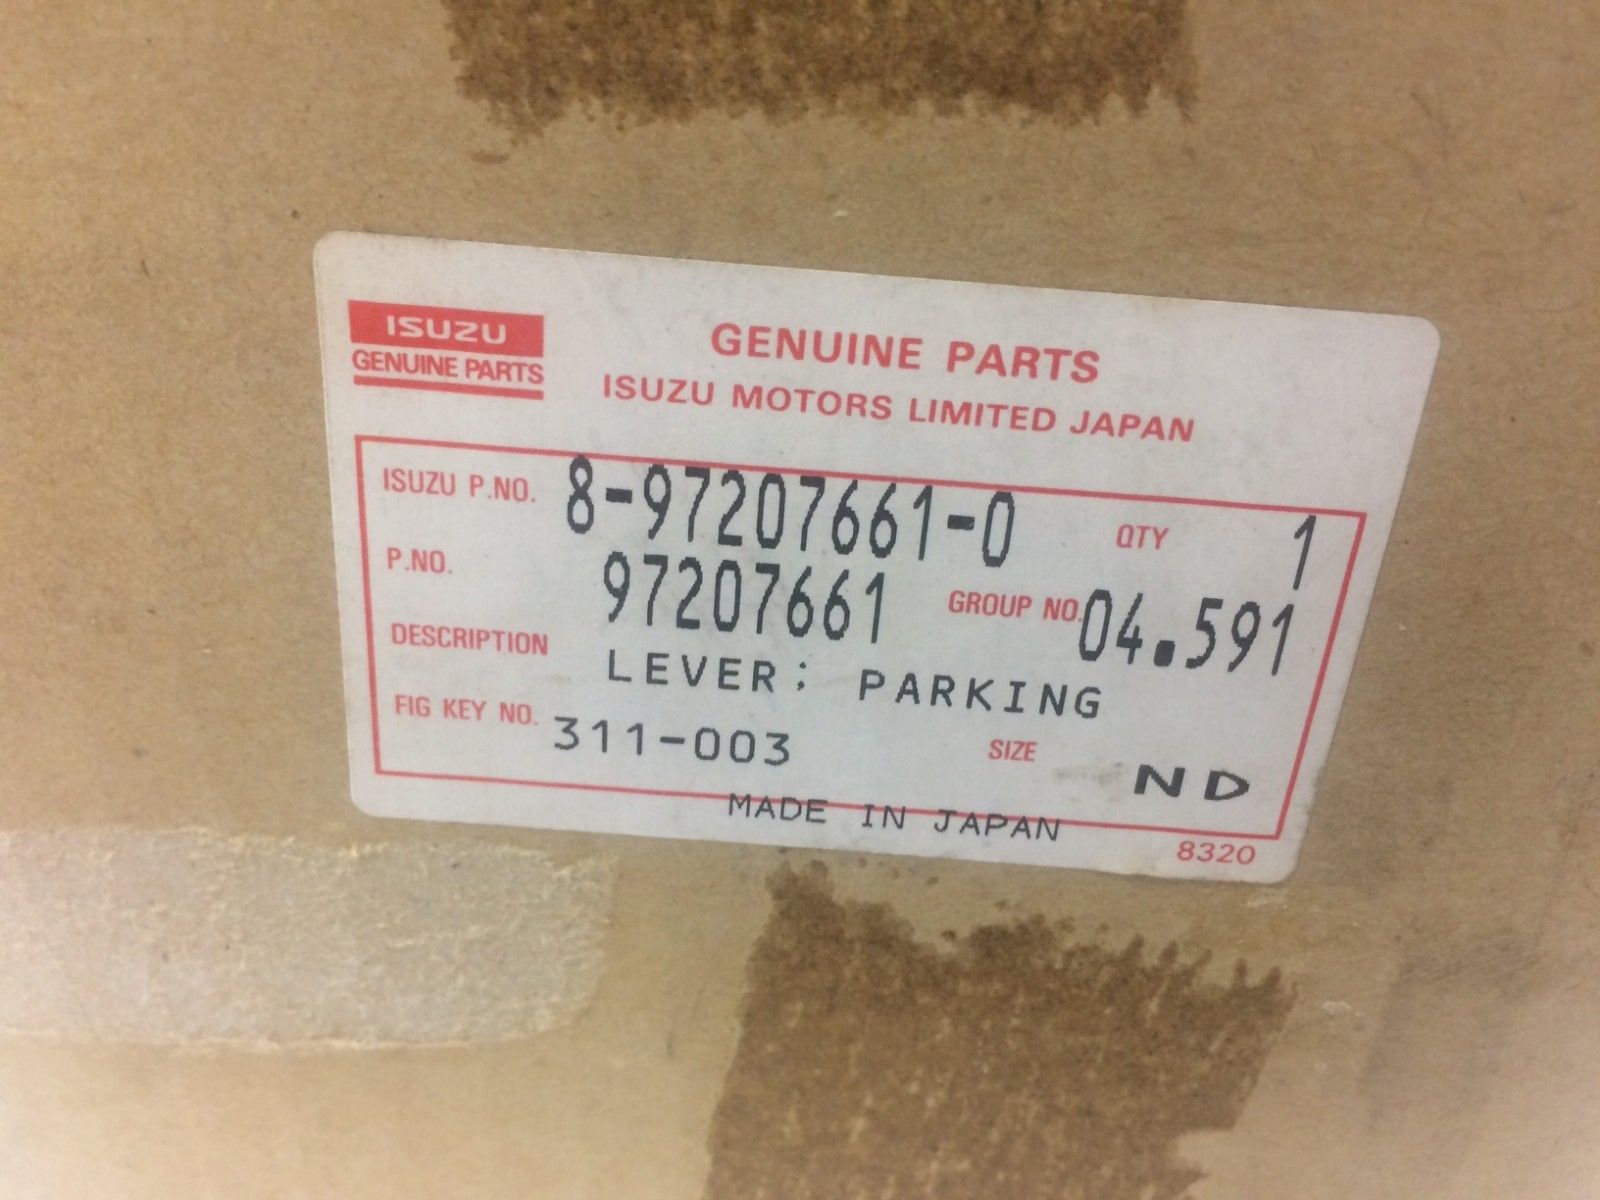 ISUZU
GENUINE PARTS
GENUINE PARTS
ISUZU MOTORS LIMITED JAPAN
ISUZU P.NO. 8-97207661-0 QTY 1
P.NO. 97207661 GROUP NO. 04.591
DESCRIPTION LEVER; PARKING
FIG KEY NO. 311-003 SIZE ND
MADE IN JAPAN
8320